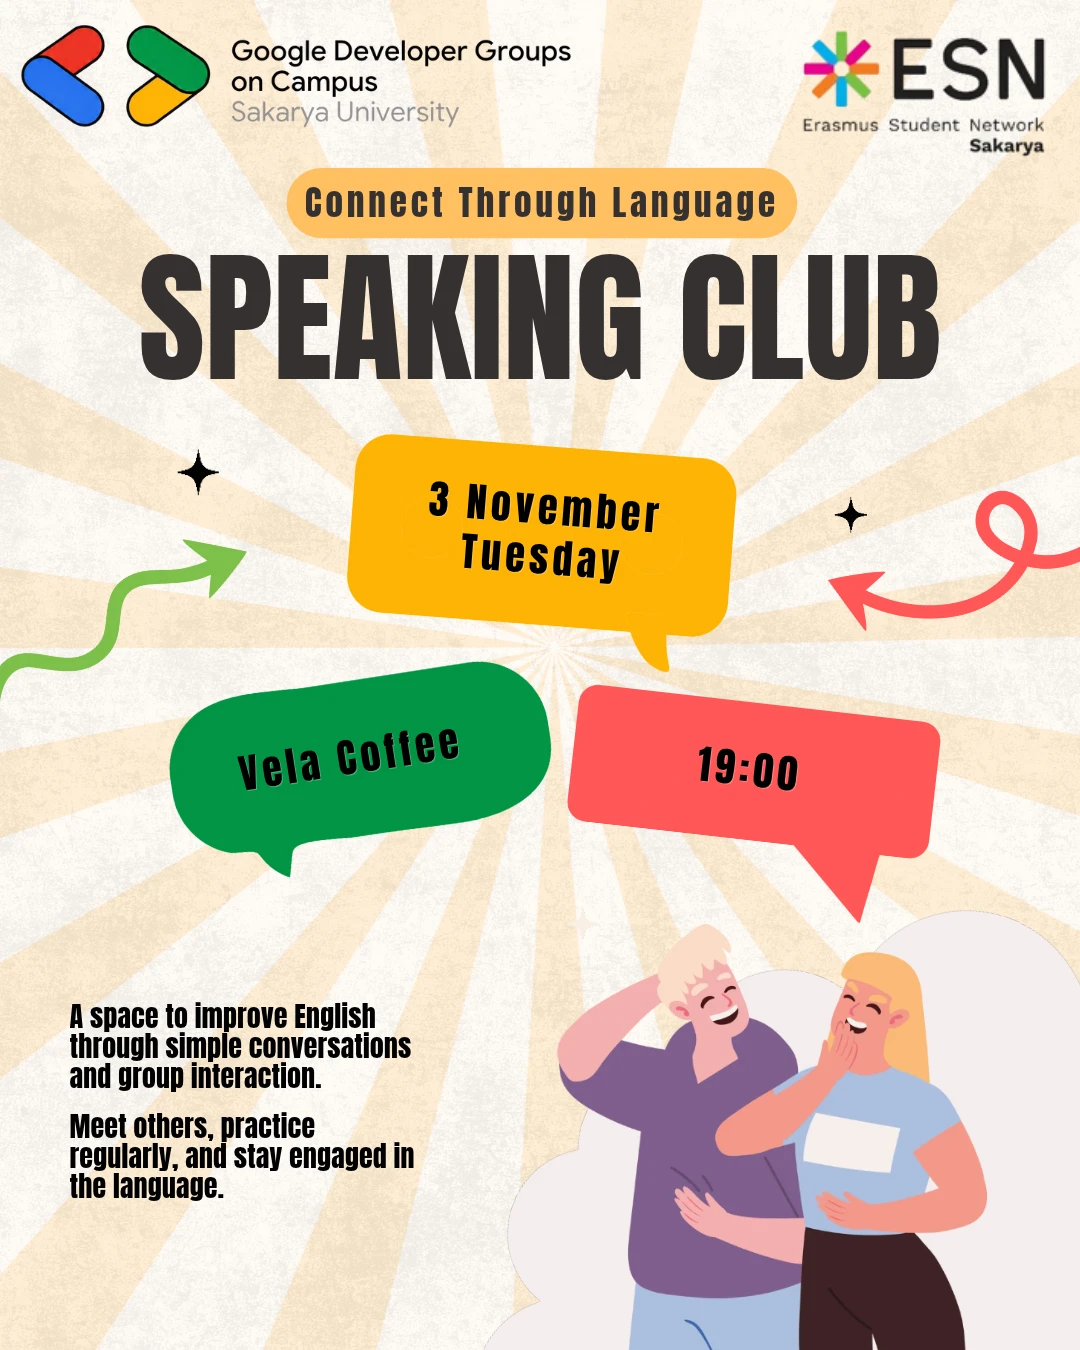 Google Developer Groups
on Campus
Sakarya University
ESN
Erasmus Student Network
Sakarya
Connect Through Language
SPEAKING CLUB
3 November
Tuesday
Vela Coffee
19:00
A space to improve English
through simple conversations
and group interaction.
Meet others, practice
regularly, and stay engaged in
the language.